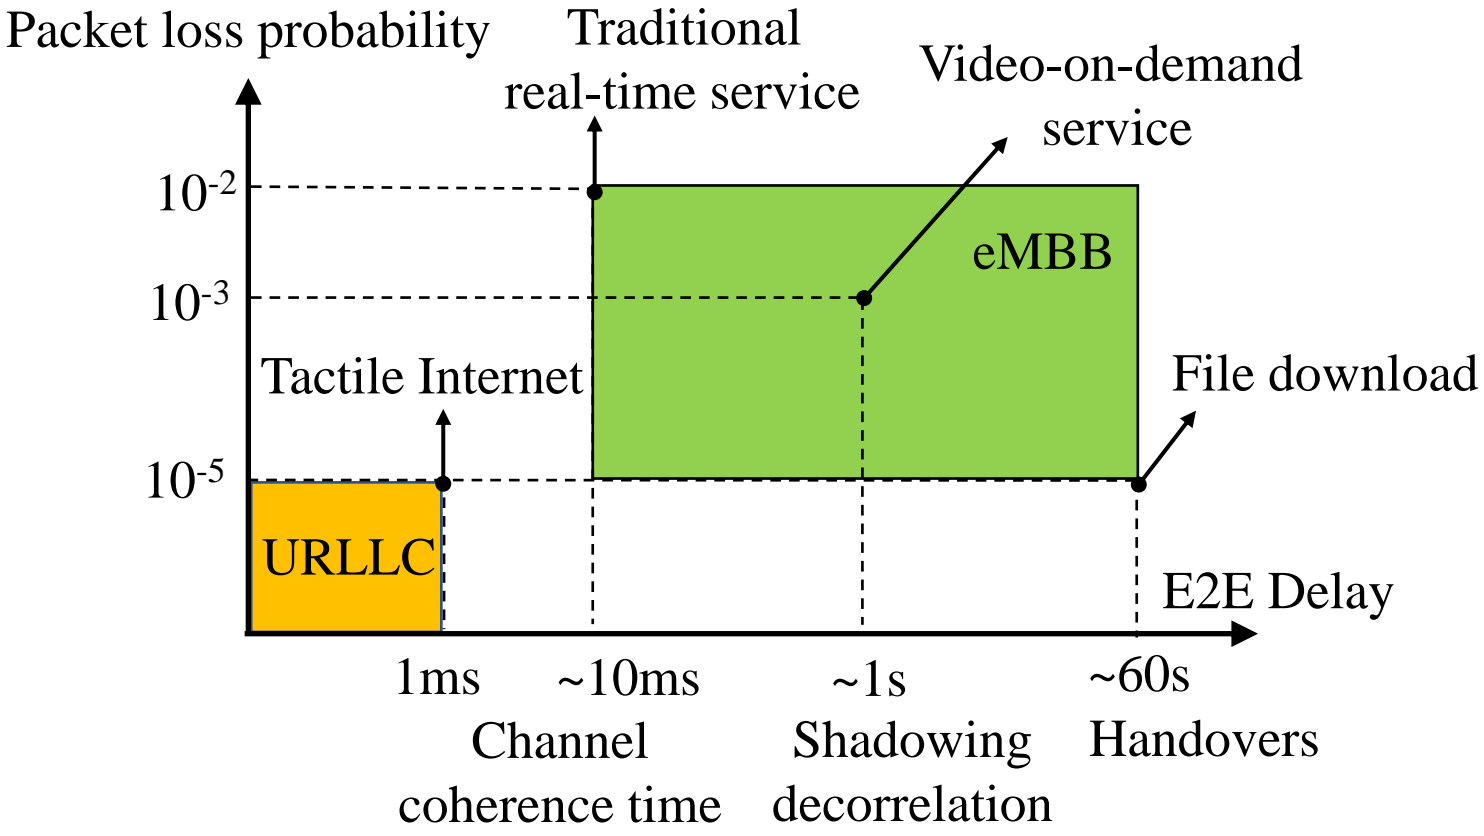 Packet loss probability
Traditional
real-time service
Video-on-demand
service
10-2
eMBB
10-3
Tactile Internet
File download
10-5
URLLC
E2E Delay
1ms
~10ms
~1s
~60s
Channel
coherence time
Shadowing
decorrelation
Handovers